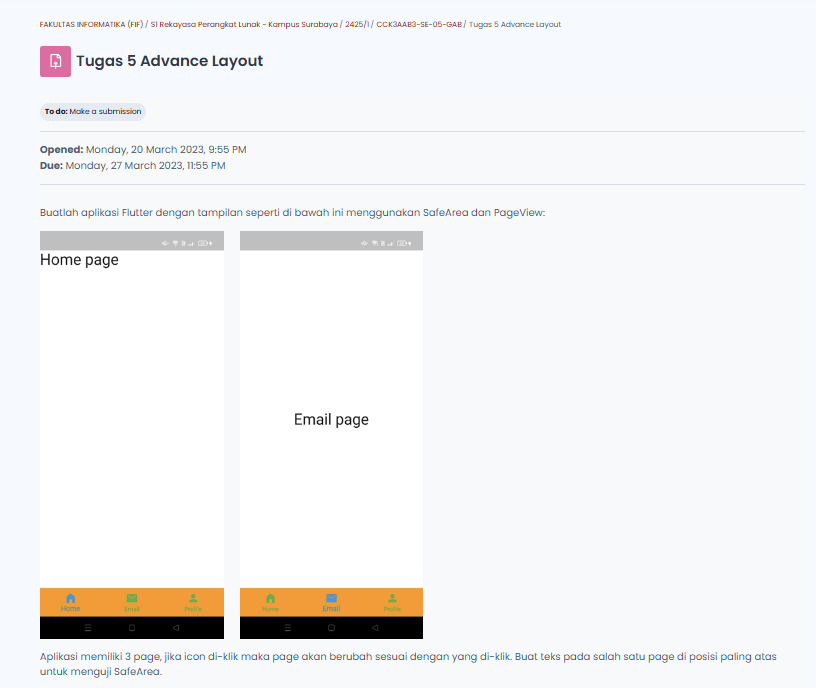 FAKULTAS INFORMATIKA (FIF) / S1 Rekayasa Perangkat Lunak - Kampus Surabaya / 2425/1 / CCK3AAB3-SE-05-GAB / Tugas 5 Advance Layout
Tugas 5 Advance Layout
To do: Make a submission
Opened: Monday, 20 March 2023, 9:55 PM
Due: Monday, 27 March 2023, 11:55 PM
Buatlah aplikasi Flutter dengan tampilan seperti di bawah ini menggunakan SafeArea dan PageView:
Home page
Email page
Home Email Profile
Home Email Profile
Aplikasi memiliki 3 page, jika icon di-klik maka page akan berubah sesuai dengan yang di-klik. Buat teks pada salah satu page di posisi paling atas
untuk menguji SafeArea.